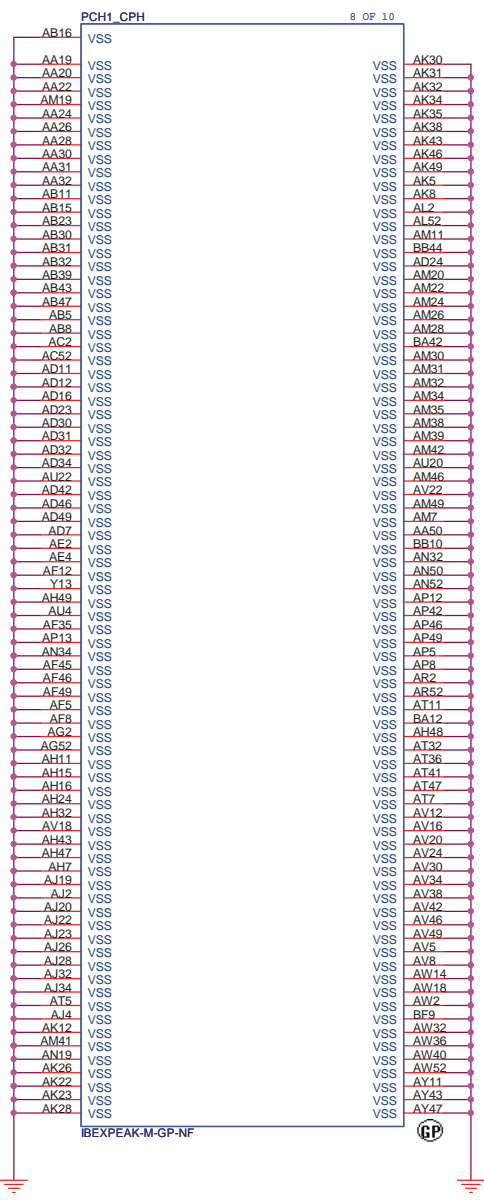 PCH1_CPH 8 OF 10
AB16 VSS
AA19 VSS VSS AK30
AA20 VSS VSS AK31
AA22 VSS VSS AK32
AM19 VSS VSS AK34
AA24 VSS VSS AK35
AA26 VSS VSS AK38
AA28 VSS VSS AK43
AA30 VSS VSS AK46
AA31 VSS VSS AK49
AA32 VSS VSS AK5
AB11 VSS VSS AK8
AB15 VSS VSS AL2
AB23 VSS VSS AL52
AB30 VSS VSS AM11
AB31 VSS VSS BB44
AB32 VSS VSS AD24
AB39 VSS VSS AM20
AB43 VSS VSS AM22
AB47 VSS VSS AM24
AB5 VSS VSS AM26
AB8 VSS VSS AM28
AC2 VSS VSS BA42
AC52 VSS VSS AM30
AD11 VSS VSS AM31
AD12 VSS VSS AM32
AD16 VSS VSS AM34
AD23 VSS VSS AM35
AD30 VSS VSS AM38
AD31 VSS VSS AM39
AD32 VSS VSS AM42
AD34 VSS VSS AU20
AU22 VSS VSS AM46
AD42 VSS VSS AV22
AD46 VSS VSS AM49
AD49 VSS VSS AM7
AD7 VSS VSS AA50
AE2 VSS VSS BB10
AE4 VSS VSS AN32
AF12 VSS VSS AN50
Y13 VSS VSS AN52
AH49 VSS VSS AP12
AU4 VSS VSS AP42
AF35 VSS VSS AP46
AP13 VSS VSS AP49
AN34 VSS VSS AP5
AF45 VSS VSS AP8
AF46 VSS VSS AR2
AF49 VSS VSS AR52
AF5 VSS VSS AT11
AF8 VSS VSS BA12
AG2 VSS VSS AH48
AG52 VSS VSS AT32
AH11 VSS VSS AT36
AH15 VSS VSS AT41
AH16 VSS VSS AT47
AH24 VSS VSS AT7
AH32 VSS VSS AV12
AV18 VSS VSS AV16
AH43 VSS VSS AV20
AH47 VSS VSS AV24
AH7 VSS VSS AV30
AJ19 VSS VSS AV34
AJ2 VSS VSS AV38
AJ20 VSS VSS AV42
AJ22 VSS VSS AV46
AJ23 VSS VSS AV49
AJ26 VSS VSS AV5
AJ28 VSS VSS AV8
AJ32 VSS VSS AW14
AJ34 VSS VSS AW18
AT5 VSS VSS AW2
AJ4 VSS VSS BF9
AK12 VSS VSS AW32
AM41 VSS VSS AW36
AN19 VSS VSS AW40
AK26 VSS VSS AW52
AK22 VSS VSS AY11
AK23 VSS VSS AY43
AK28 VSS VSS AY47
IBEXPEAK-M-GP-NF GP